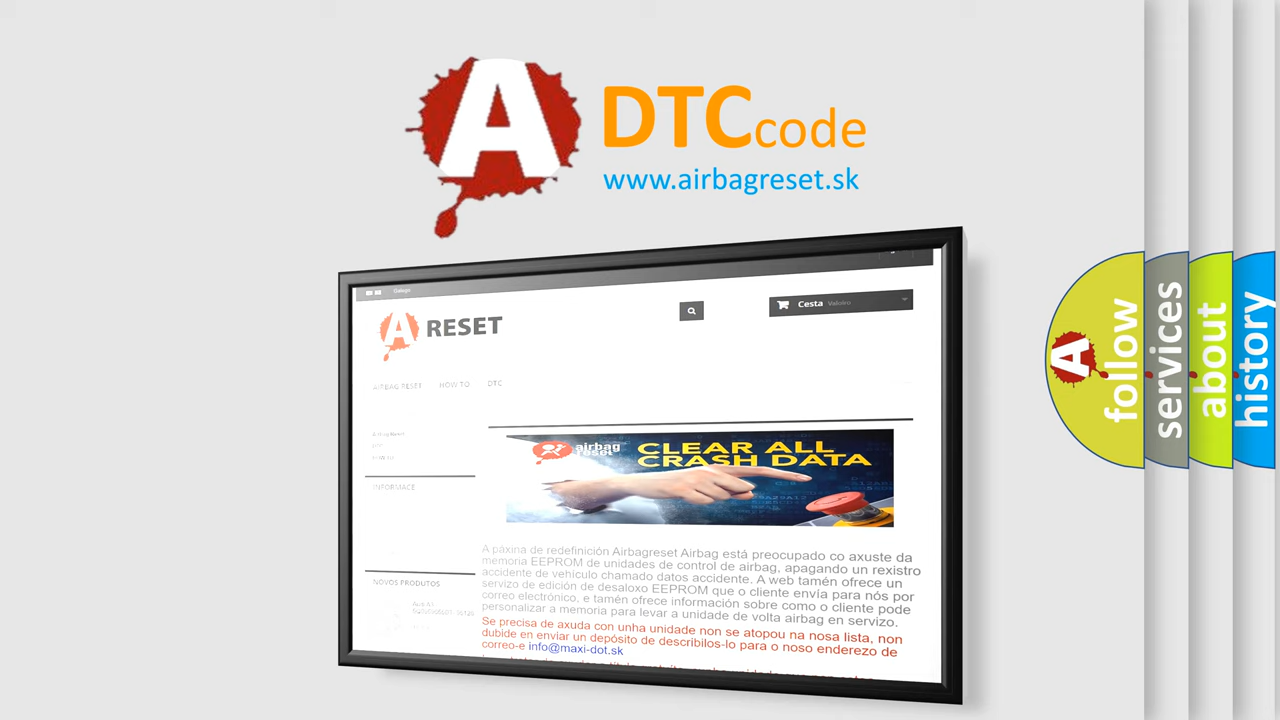 A
DTCcode
www.airbagreset.sk
Galego
A RESET
Cesta Valeiro
AIRBAG RESET HOW TO DTC
INFORMACE
airbag
reset
CLEAR ALL
CRASH DATA
A páxina de redefinición Airbagreset Airbag está preocupado co axuste da
memoria EEPROM de unidades de control de airbag, apagando un rexistro
accidente de vehículo chamado datos accidente. A web tamén ofrece un
servizo de edición de desaloxo EEPROM que o cliente envía para nós por
correo electrónico, e tamén ofrece información sobre como o cliente pode
personalizar a memoria para levar a unidade de volta airbag en servizo.
Se precisa de axuda con unha unidade non se atopou na nosa lista, non
dubide en enviar un depósito de describilos-lo para o noso enderezo de
correo-e info@maxi-dot.sk
NOVOS PRODUTOS
A
follow
services
about
history